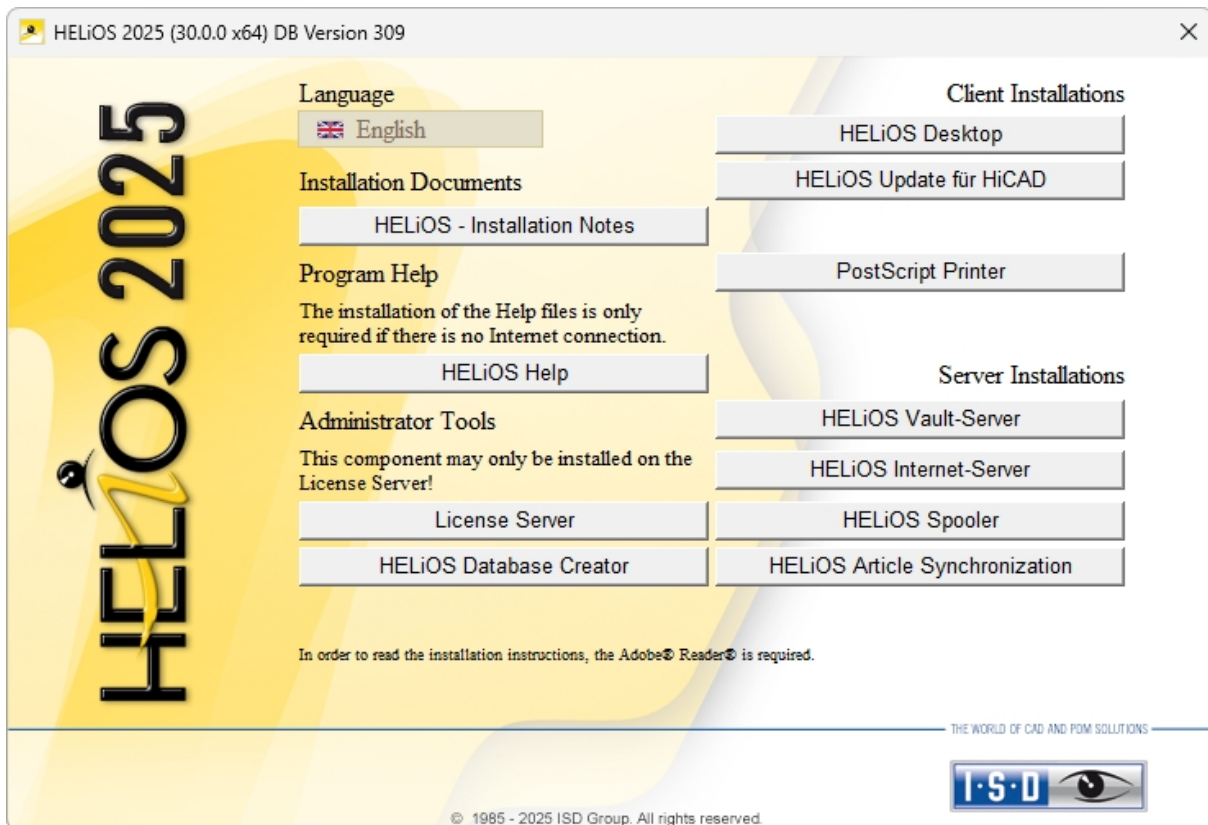 HELiOS 2025 (30.0.0 x64) DB Version 309
HELiOS 2025
Language
English
Installation Documents
HELiOS - Installation Notes
Program Help
The installation of the Help files is only
required if there is no Internet connection.
HELiOS Help
Administrator Tools
This component may only be installed on the
License Server!
License Server
HELiOS Database Creator
Client Installations
HELiOS Desktop
HELiOS Update für HiCAD
PostScript Printer
Server Installations
HELiOS Vault-Server
HELiOS Internet-Server
HELiOS Spooler
HELiOS Article Synchronization
In order to read the installation instructions, the Adobe® Reader® is required.
THE WORLD OF CAD AND PDM SOLUTIONS
I·S·D
© 1985 - 2025 ISD Group. All rights reserved.